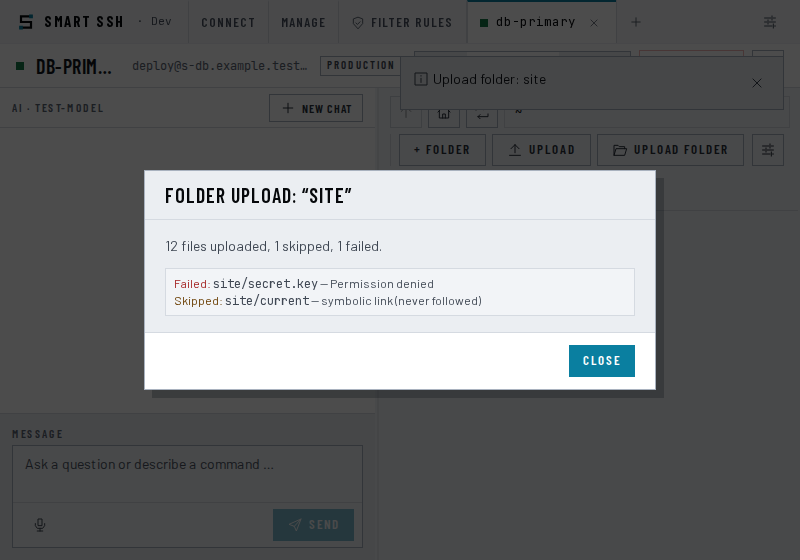 SMART SSH · Dev
CONNECT
MANAGE
FILTER RULES
db-primary
DB-PRIM…
deploy@s-db.example.test…
PRODUCTION
Upload folder: site
AI · TEST-MODEL
NEW CHAT
~
+ FOLDER
UPLOAD
UPLOAD FOLDER
FOLDER UPLOAD: “SITE”
12 files uploaded, 1 skipped, 1 failed.
Failed: site/secret.key — Permission denied
Skipped: site/current — symbolic link (never followed)
CLOSE
MESSAGE
Ask a question or describe a command …
SEND